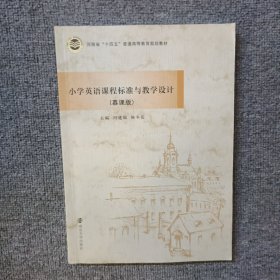 河南省“十四五”普通高等教育规划教材
小学英语课程标准与教学设计
(慕课版)
主编